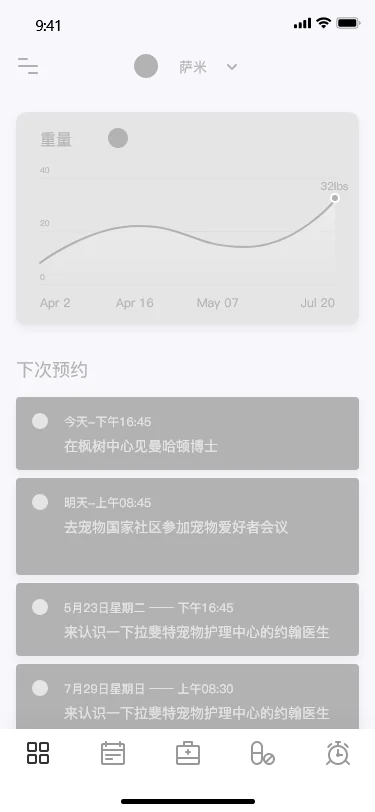 9:41
萨米
重量
40
32lbs
20
0
Apr 2 Apr 16 May 07 Jul 20
下次预约
今天-下午16:45
在枫树中心见曼哈顿博士
明天-上午08:45
去宠物国家社区参加宠物爱好者会议
5月23日星期二 —— 下午16:45
来认识一下拉斐特宠物护理中心的约翰医生
7月29日星期日 —— 上午08:30
来认识一下拉斐特宠物护理中心的约翰医生